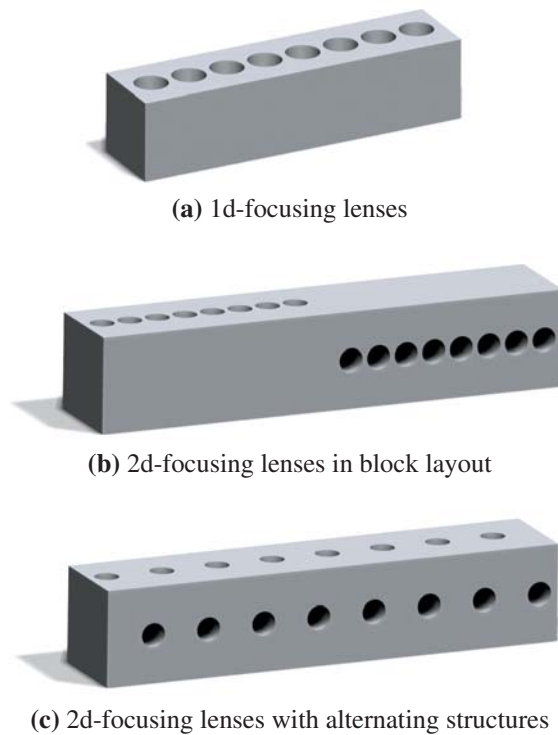 (a) 1d-focusing lenses
(b) 2d-focusing lenses in block layout
(c) 2d-focusing lenses with alternating structures